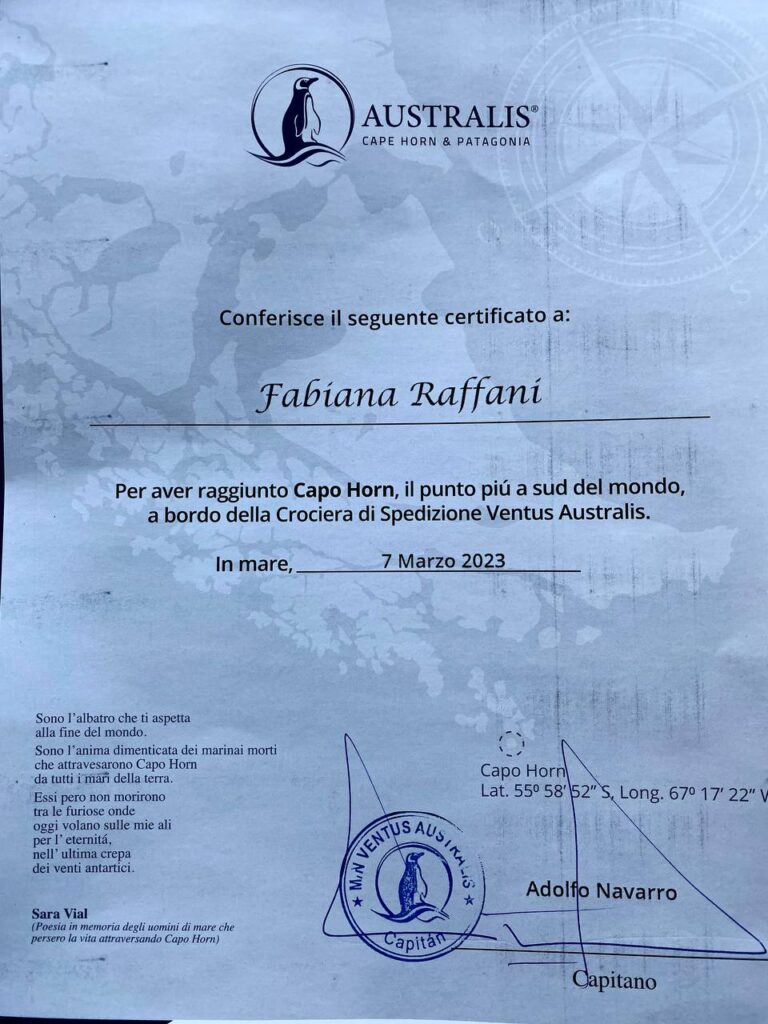 AUSTRALIS®
CAPE HORN & PATAGONIA
Conferisce il seguente certificato a:
Fabiana Raffani
Per aver raggiunto Capo Horn, il punto piú a sud del mondo,
a bordo della Crociera di Spedizione Ventus Australis.
In mare, 7 Marzo 2023
Sono l'albatro che ti aspetta
alla fine del mondo.
Sono l'anima dimenticata dei marinai morti
che attravesarono Capo Horn
da tutti i mari della terra.
Essi pero non morirono
tra le furiose onde
oggi volano sulle mie ali
per l' eternitá,
nell' ultima crepa
dei venti antartici.
Sara Vial
(Poesia in memoria degli uomini di mare che
persero la vita attraversando Capo Horn)
Capo Horn
Lat. 55º 58' 52" S, Long. 67º 17' 22" W
★ M/N VENTUS AUSTRALIS ★
Capitán
Adolfo Navarro
Capitano